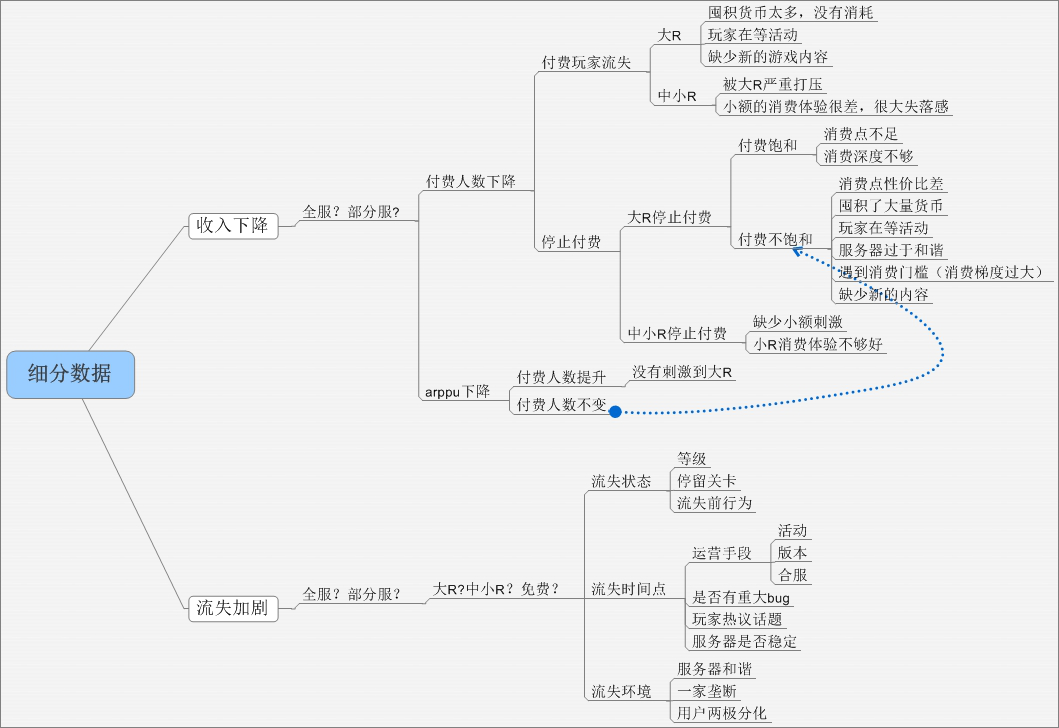 细分数据
收入下降
全服？部分服？
付费人数下降
付费玩家流失
大R
囤积货币太多，没有消耗
玩家在等活动
缺少新的游戏内容
中小R
被大R严重打压
小额的消费体验很差，很大失落感
停止付费
大R停止付费
付费饱和
消费点不足
消费深度不够
付费不饱和
消费点性价比差
囤积了大量货币
玩家在等活动
服务器过于和谐
遇到消费门槛（消费梯度过大）
缺少新的内容
中小R停止付费
缺少小额刺激
小R消费体验不够好
arppu下降
付费人数提升
没有刺激到大R
付费人数不变
流失加剧
全服？部分服？
大R?中小R？免费？
流失状态
等级
停留关卡
流失前行为
流失时间点
运营手段
活动
版本
合服
是否有重大bug
玩家热议话题
服务器是否稳定
流失环境
服务器和谐
一家垄断
用户两极分化